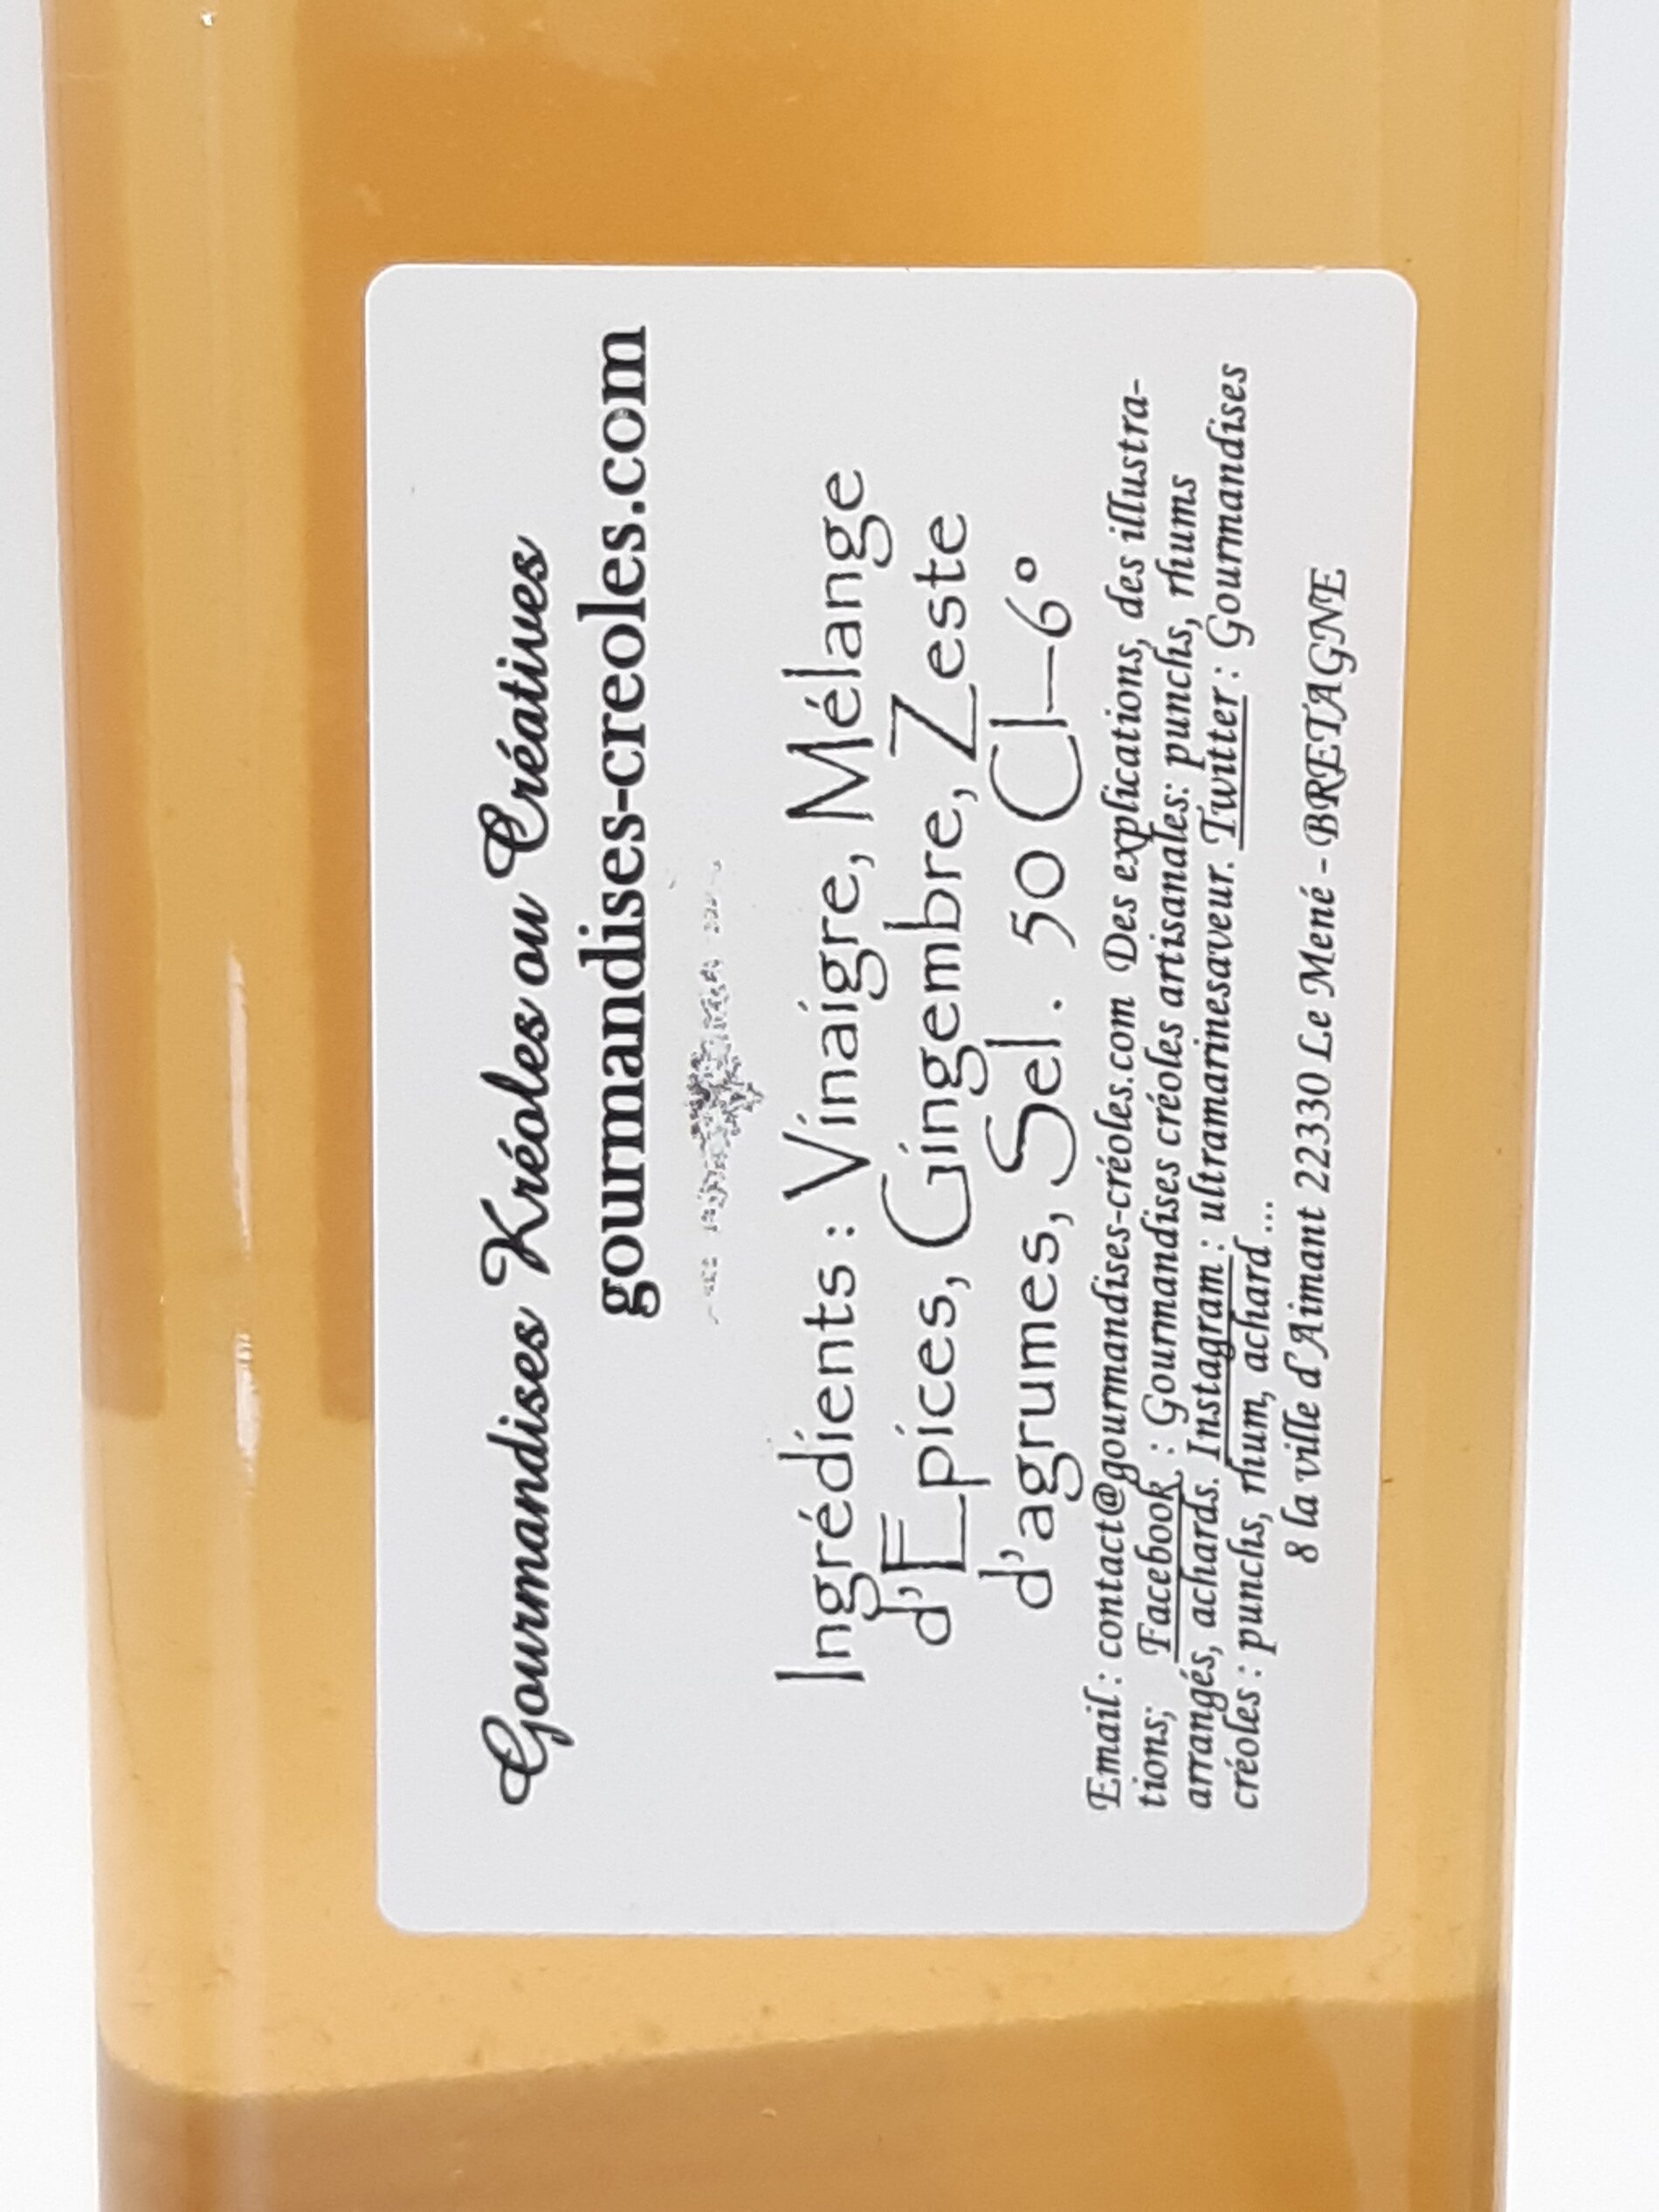 Gourmandises Kréoles ou Créatives
gourmandises-creoles.com
Ingrédients : Vinaigre, Mélange
d'Epices, Gingembre, Zeste
d'agrumes, Sel . 50 Cl—6°
Email : contact@gourmandises-créoles.com Des explications, des illustra-
tions; Facebook : Gourmandises créoles artisanales: punchs, rhums
arrangés, achards. Instagram : ultramarinesaveur. Twitter : Gourmandises
créoles : punchs, rhum, achard ...
8 la ville d'Aimant 22330 Le Mené - BRETAGNE